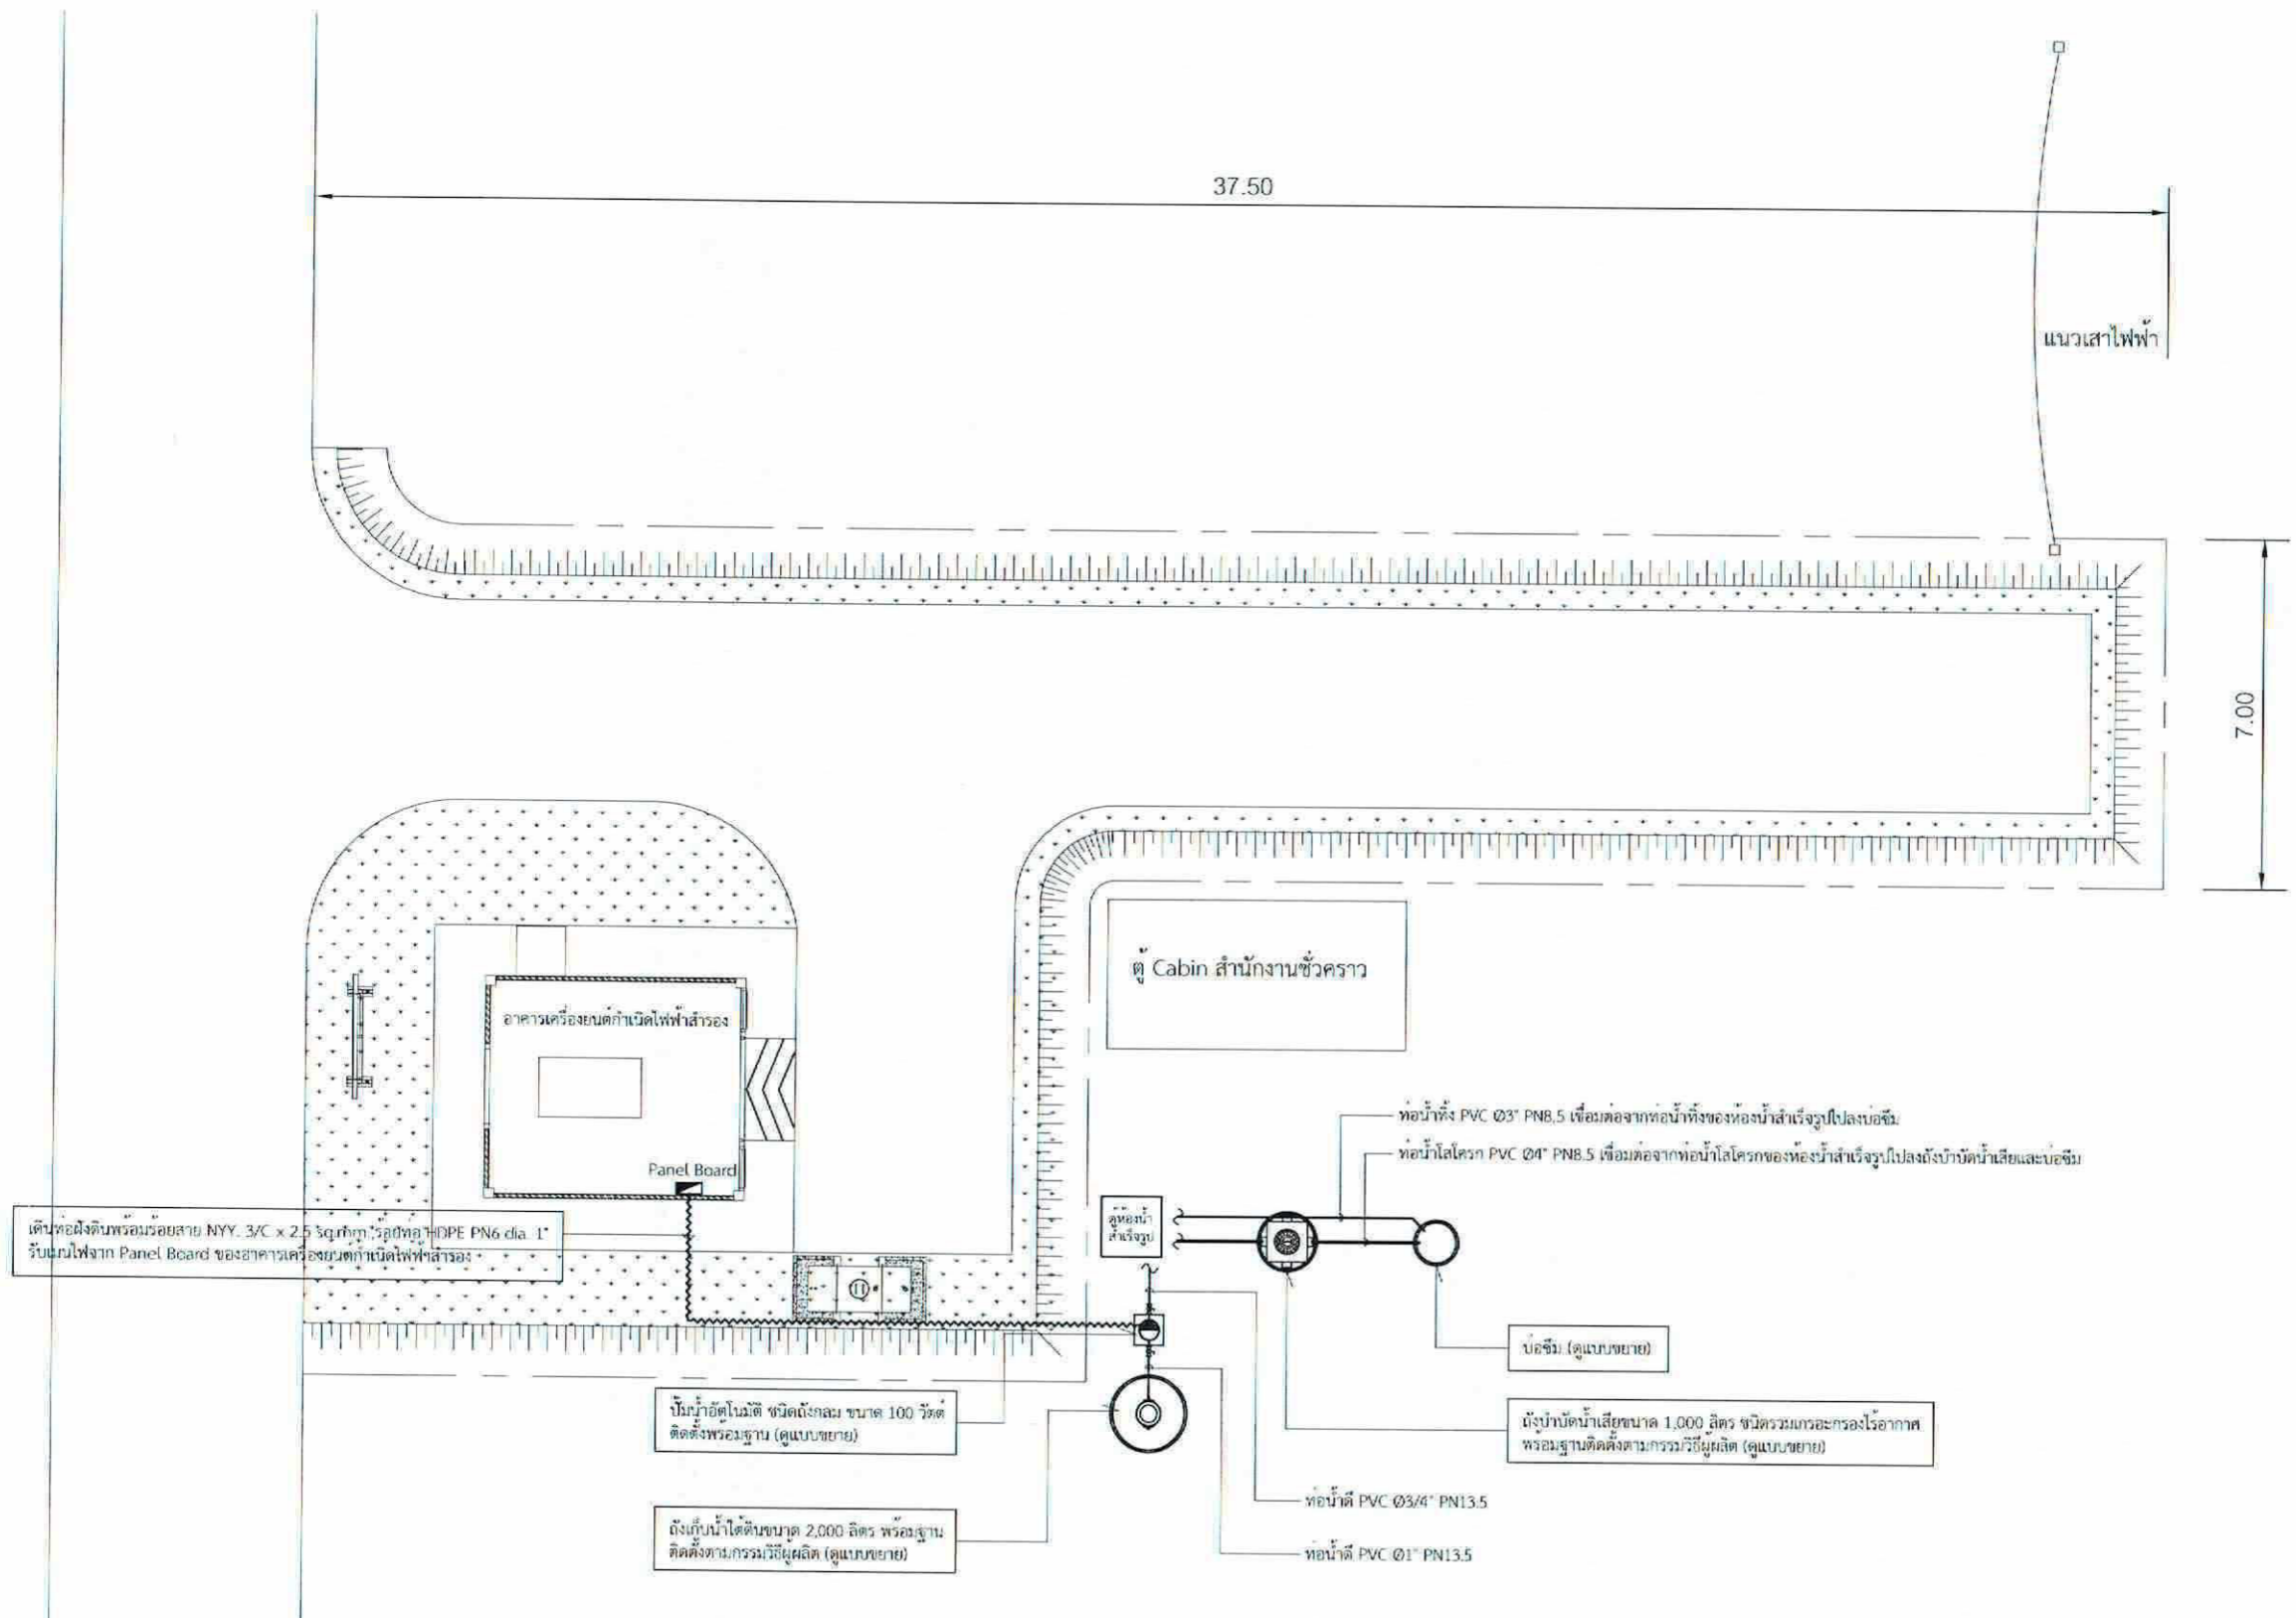 37.50
แนวเสาไฟฟ้า
7.00
ตู้ Cabin สำนักงานชั่วคราว
อาคารเครื่องยนต์กำเนิดไฟฟ้าสำรอง
Panel Board
ท่อน้ำทิ้ง PVC Ø3" PN8.5 เชื่อมต่อจากท่อน้ำทิ้งของห้องน้ำสำเร็จรูปไปลงบ่อซึม
ท่อน้ำโสโครก PVC Ø4" PN8.5 เชื่อมต่อจากท่อน้ำโสโครกของห้องน้ำสำเร็จรูปไปลงถังบำบัดน้ำเสียและบ่อซึม
ตู้ห้องน้ำ
สำเร็จรูป
เดินท่อฝังดินพร้อมร้อยสาย NYY. 3/C x 2.5 sq.mm ร้อยท่อ HDPE PN6 dia. 1"
รับเมนไฟจาก Panel Board ของอาคารเครื่องยนต์กำเนิดไฟฟ้าสำรอง
บ่อซึม (ดูแบบขยาย)
ปั๊มน้ำอัตโนมัติ ชนิดถังกลม ขนาด 100 วัตต์
ติดตั้งพร้อมฐาน (ดูแบบขยาย)
ถังบำบัดน้ำเสียขนาด 1,000 ลิตร ชนิดรวมเกรอะกรองไร้อากาศ
พร้อมฐานติดตั้งตามกรรมวิธีผู้ผลิต (ดูแบบขยาย)
ท่อน้ำดี PVC Ø3/4" PN13.5
ถังเก็บน้ำใต้ดินขนาด 2,000 ลิตร พร้อมฐาน
ติดตั้งตามกรรมวิธีผู้ผลิต (ดูแบบขยาย)
ท่อน้ำดี PVC Ø1" PN13.5